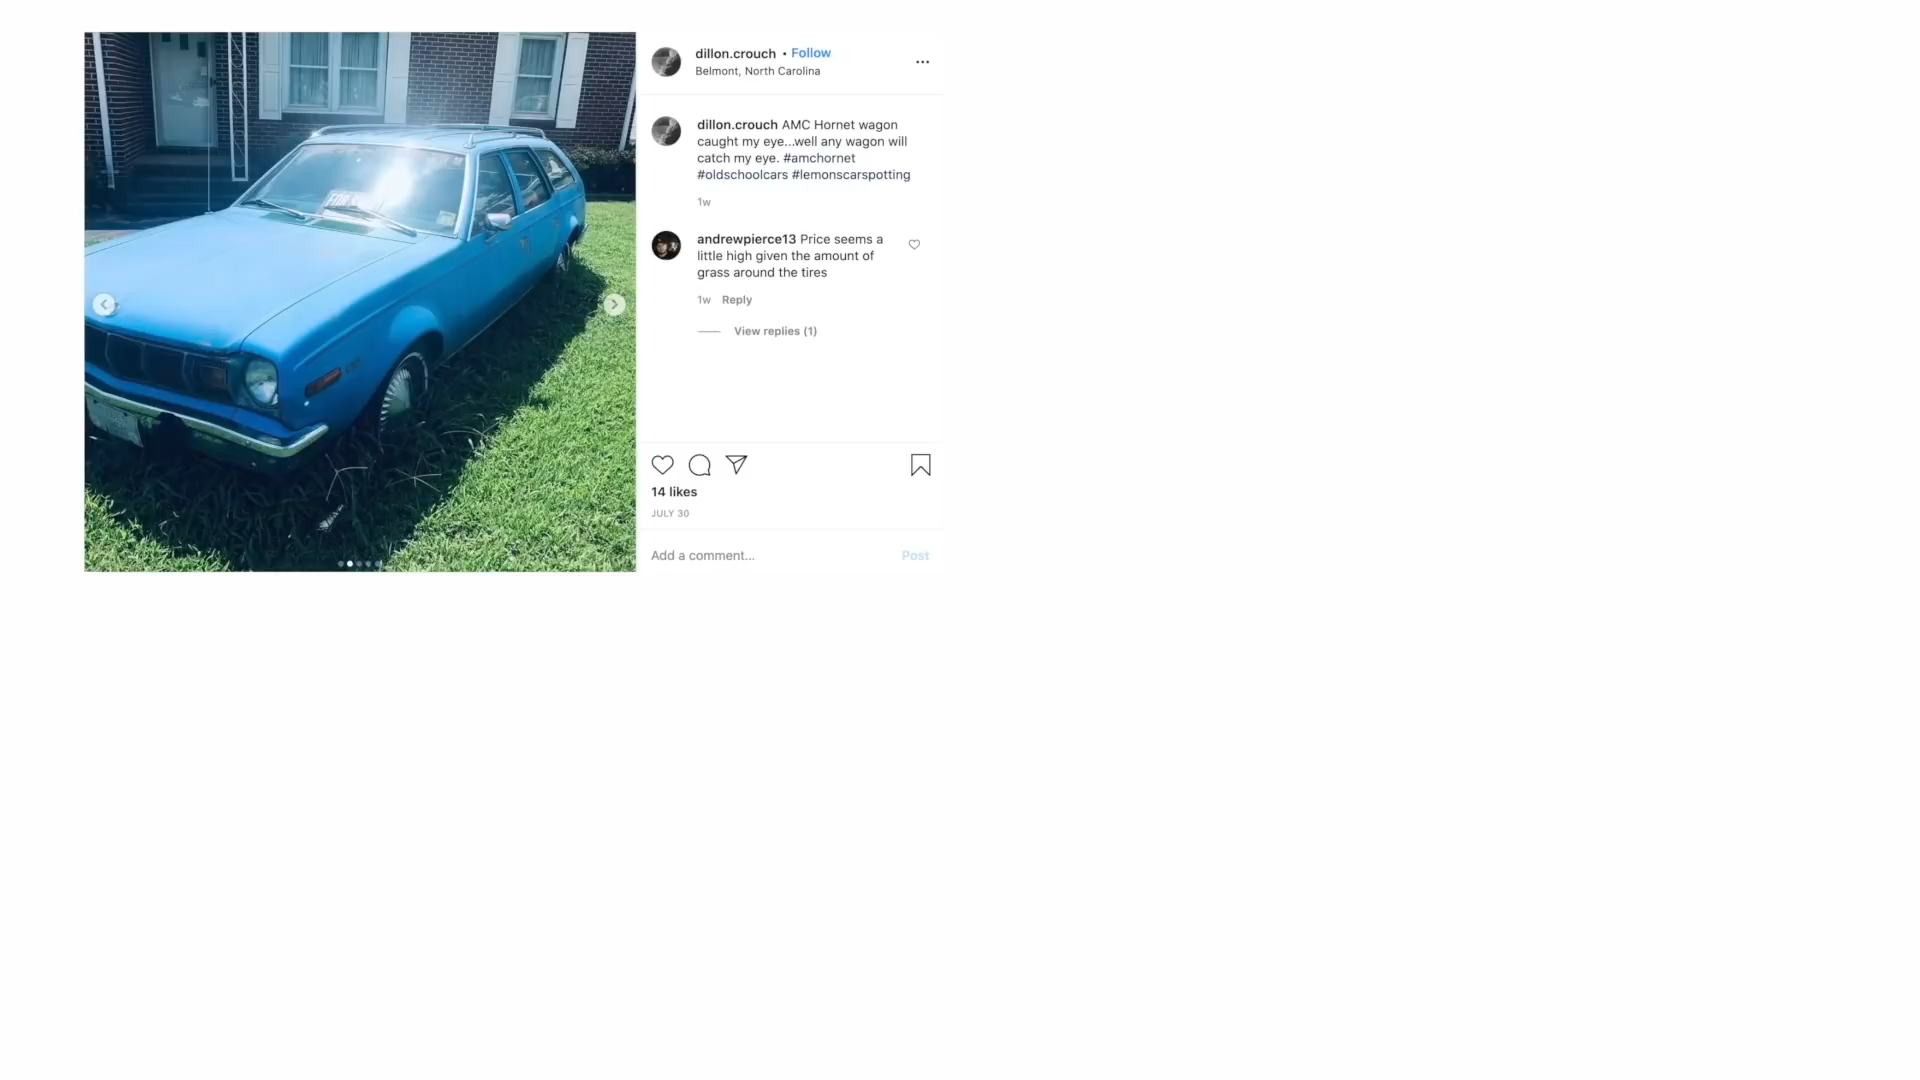 dillon.crouch • Follow
Belmont, North Carolina
dillon.crouch AMC Hornet wagon
caught my eye...well any wagon will
catch my eye. #amchornet
#oldschoolcars #lemonscarspotting
1w
andrewpierce13 Price seems a
little high given the amount of
grass around the tires
1w Reply
View replies (1)
14 likes
JULY 30
Add a comment...
Post